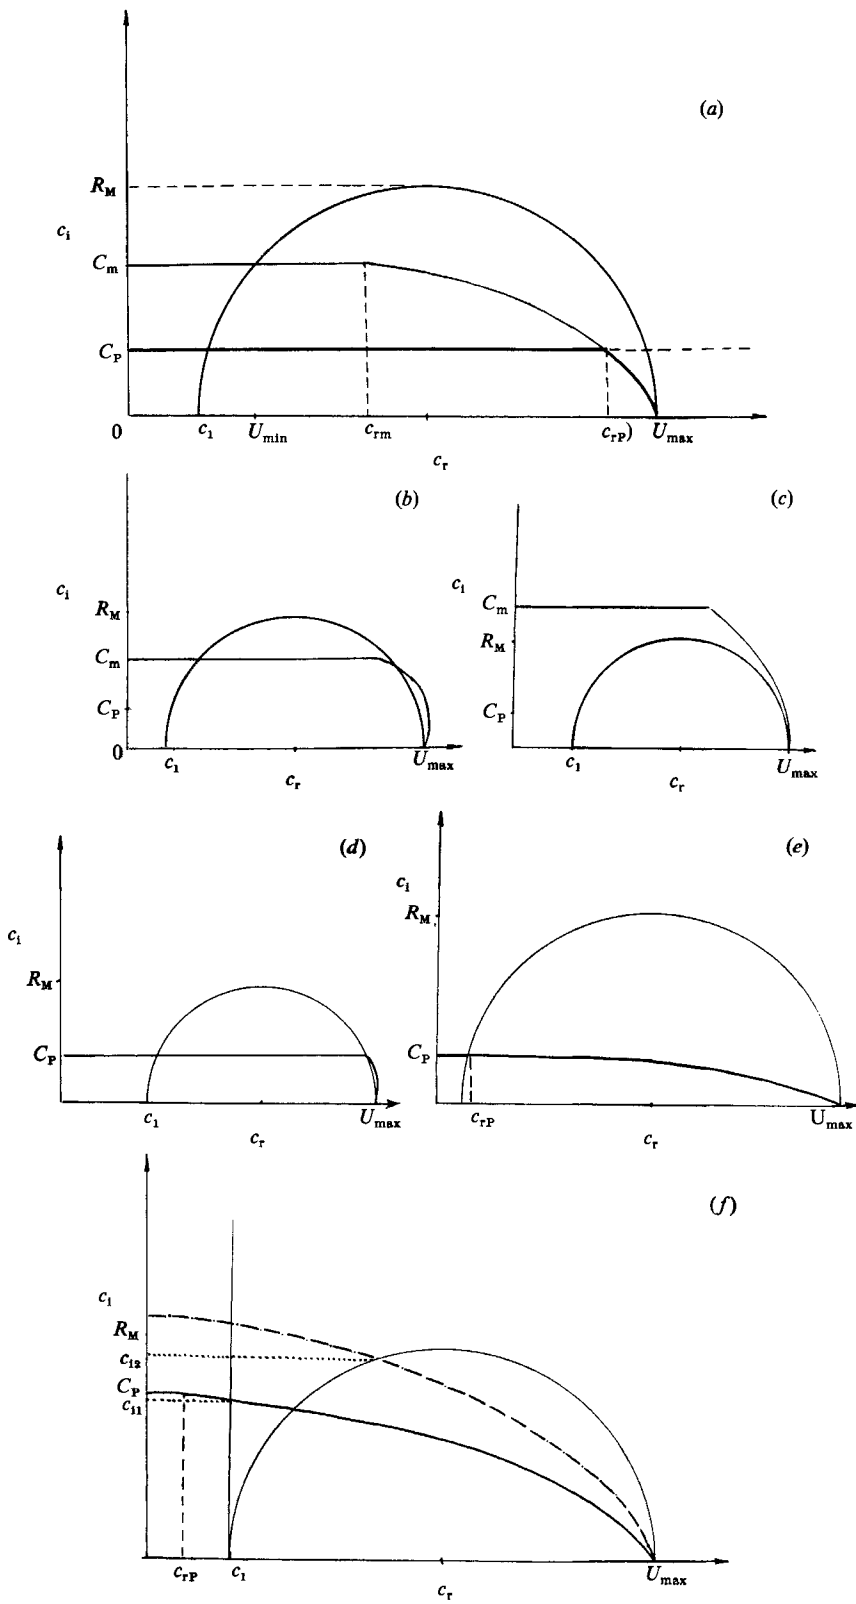 (a)
R_M
c_i
C_m
C_P
0
c_1
U_min
c_rm
c_rP)
U_max
c_r
(b)
c_i
R_M
C_m
C_P
0
c_1
U_max
c_r
(c)
c_i
C_m
R_M
C_P
c_1
U_max
c_r
(d)
c_i
R_M
C_P
c_1
U_max
c_r
(e)
c_i
R_M
C_P
c_rP
U_max
c_r
(f)
c_i
R_M
c_i2
C_P
c_i1
c_rP
c_1
U_max
c_r